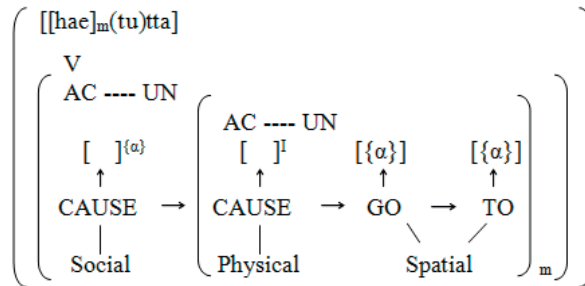 [[hae]m(tu)tta]
V
AC ---- UN
AC ---- UN
[ ]{α} [ ]I [{α}] [{α}]
CAUSE → CAUSE → GO → TO
Social Physical Spatial m